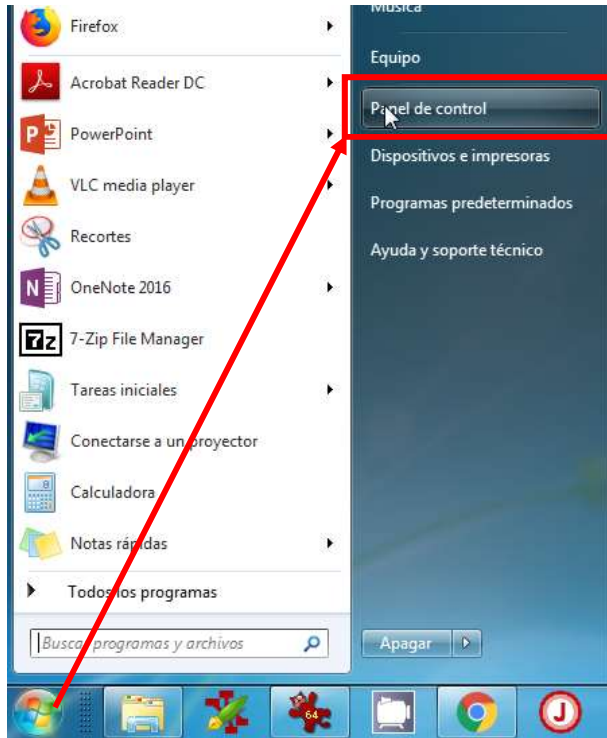 Firefox
Acrobat Reader DC
PowerPoint
VLC media player
Recortes
OneNote 2016
7-Zip File Manager
Tareas iniciales
Conectarse a un proyector
Calculadora
Notas rápidas
Todos los programas
Buscar programas y archivos
Música
Equipo
Panel de control
Dispositivos e impresoras
Programas predeterminados
Ayuda y soporte técnico
Apagar
64
J